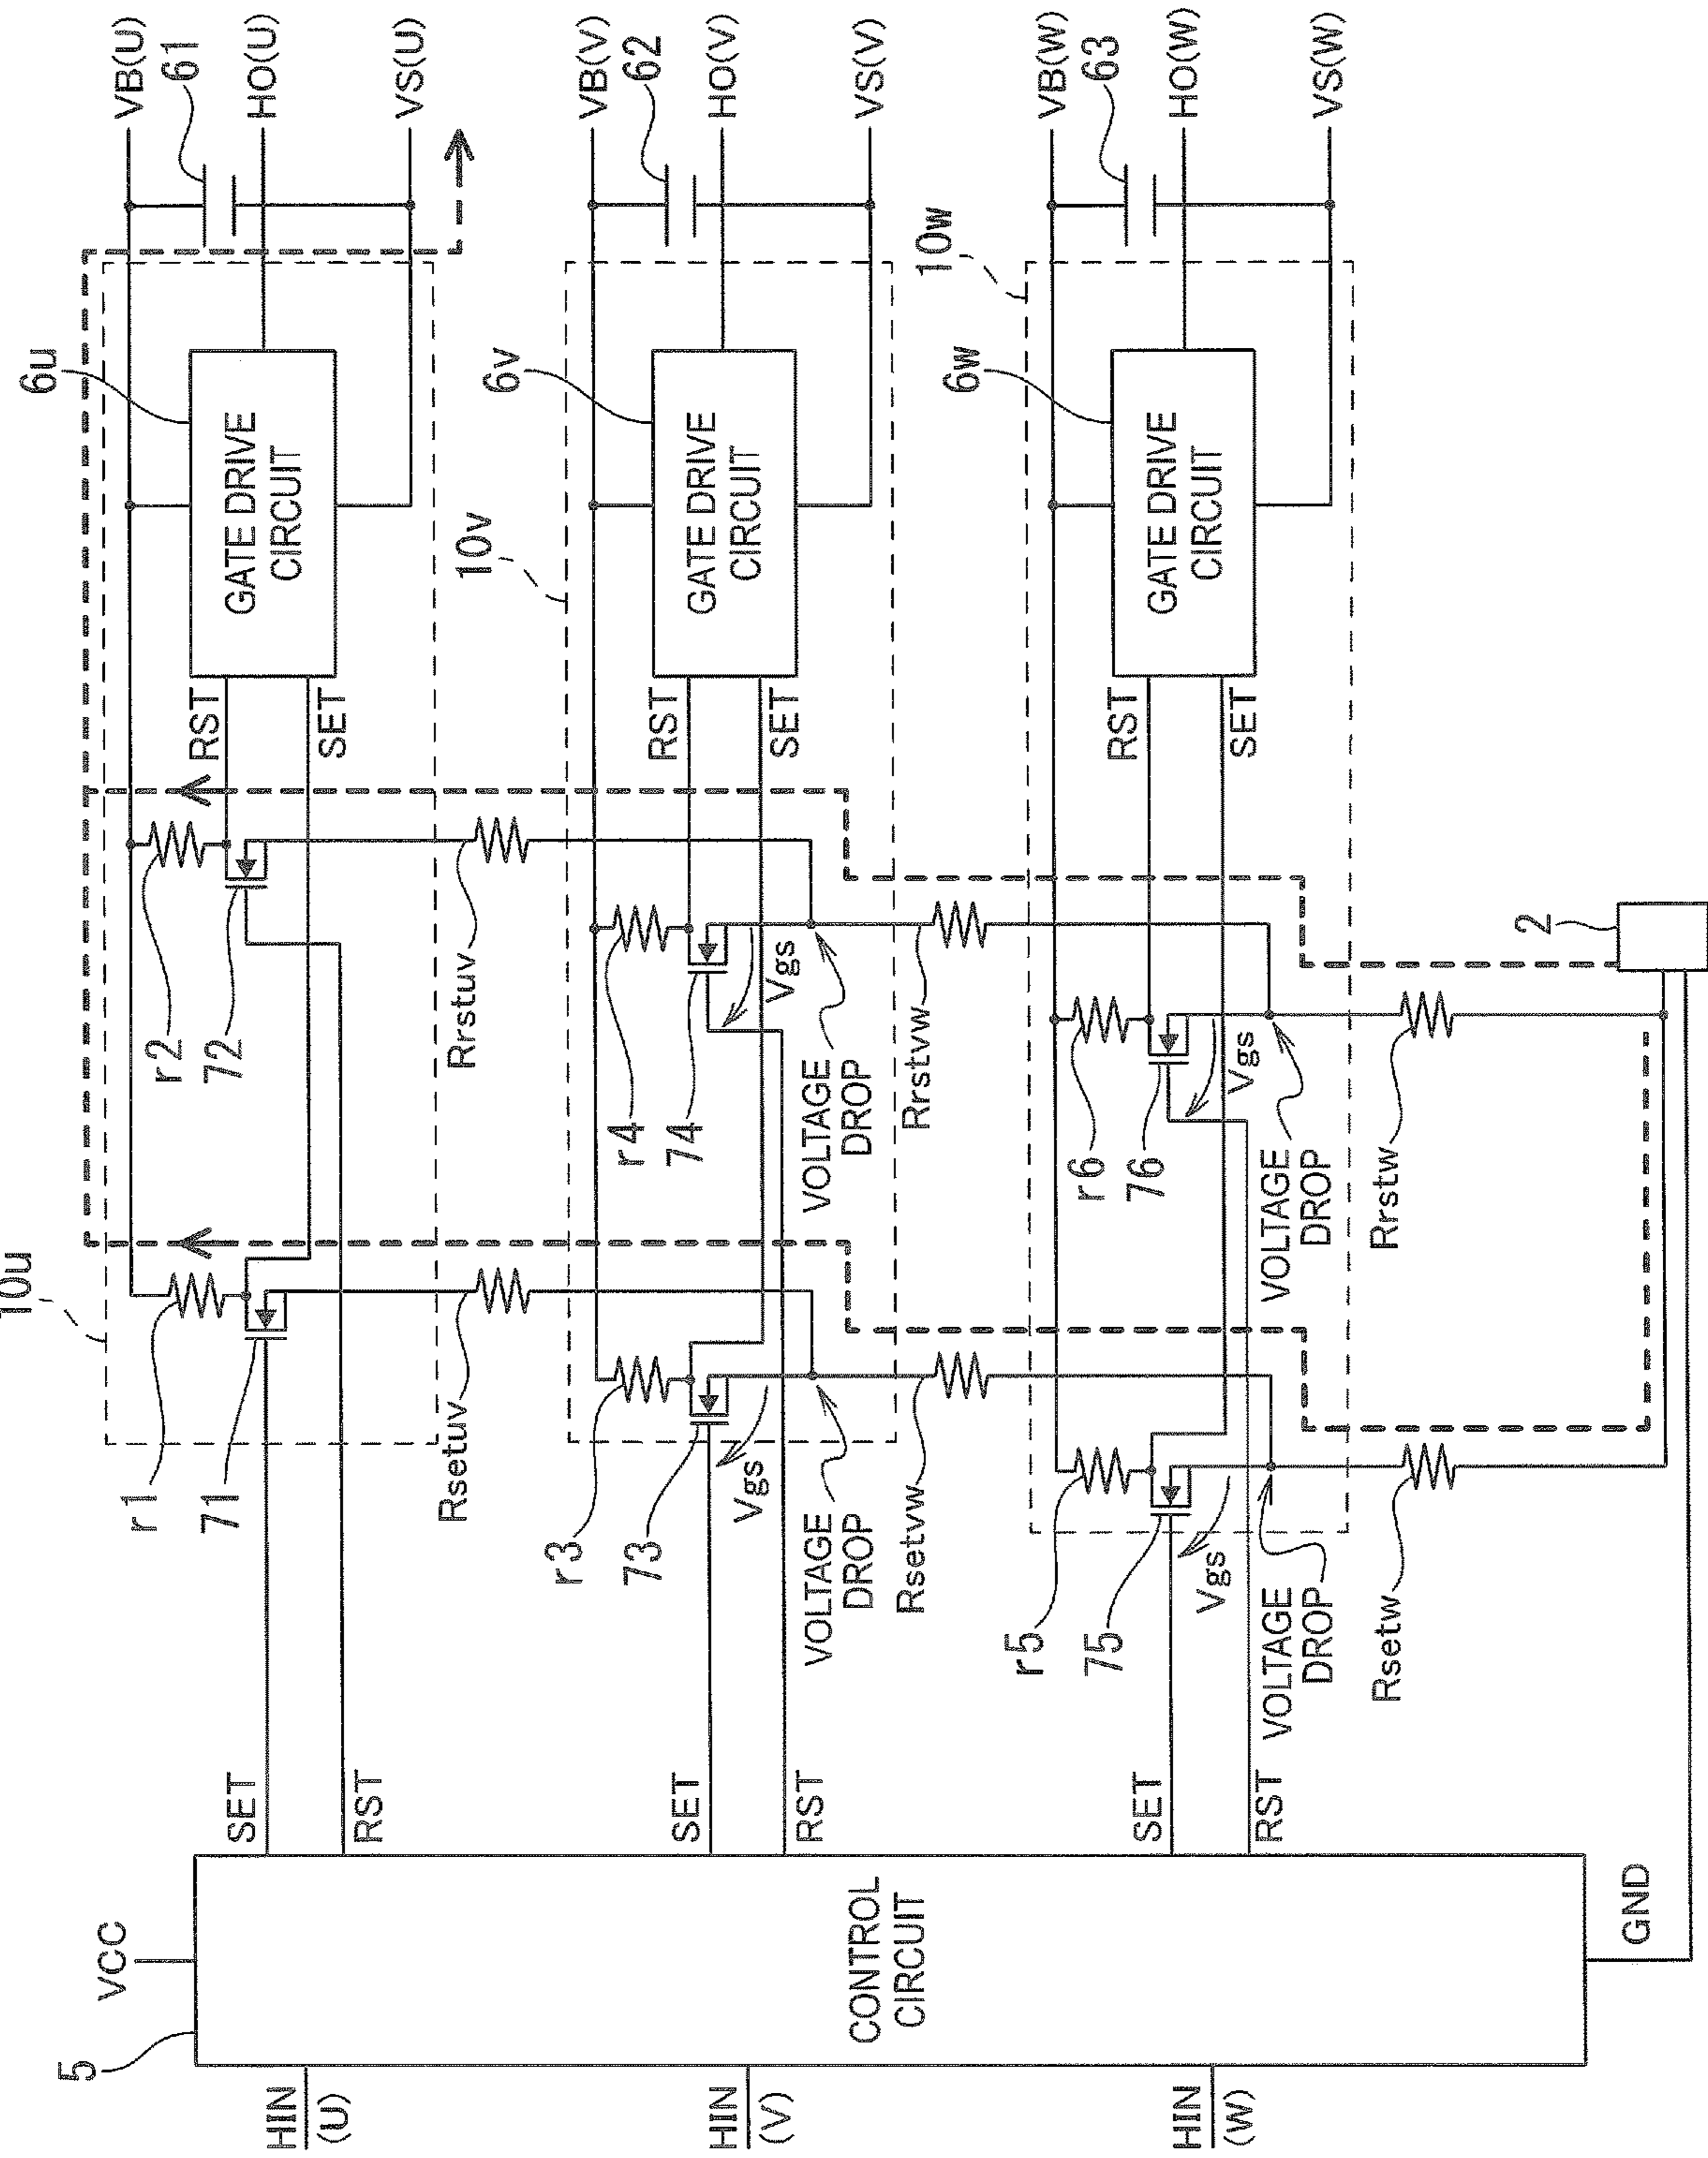 5
VCC
HIN
(U)
HIN
(V)
HIN
(W)
CONTROL
CIRCUIT
GND
SET
RST
SET
RST
SET
RST
10u
r1
71
Rsetuv
r2
72
Rrstuv
RST
SET
6u
GATE DRIVE
CIRCUIT
VB(U)
61
HO(U)
VS(U)
10v
r3
73
Vgs
VOLTAGE
DROP
Rsetvw
r4
74
Vgs
VOLTAGE
DROP
Rrstvw
RST
SET
6v
GATE DRIVE
CIRCUIT
VB(V)
62
HO(V)
VS(V)
10w
r5
75
Vgs
VOLTAGE
DROP
Rsetw
r6
76
Vgs
VOLTAGE
DROP
Rrstw
RST
SET
6w
GATE DRIVE
CIRCUIT
VB(W)
63
HO(W)
VS(W)
2